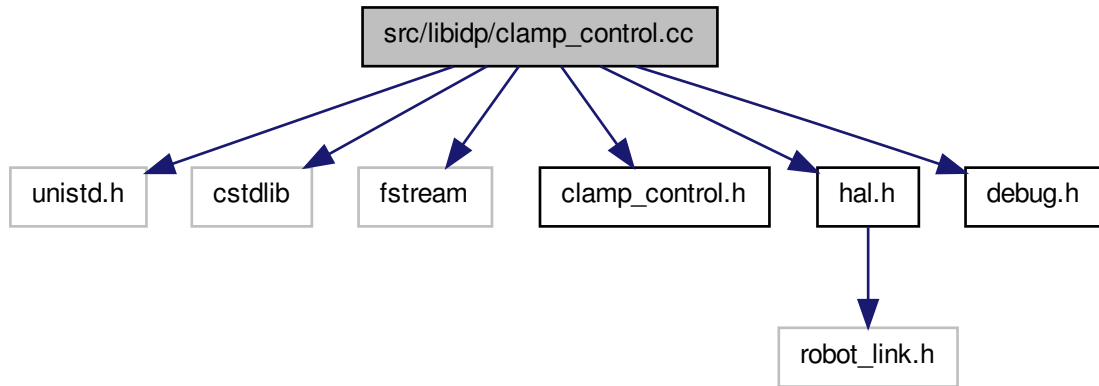 src/libidp/clamp_control.cc
unistd.h
cstdlib
fstream
clamp_control.h
hal.h
debug.h
robot_link.h